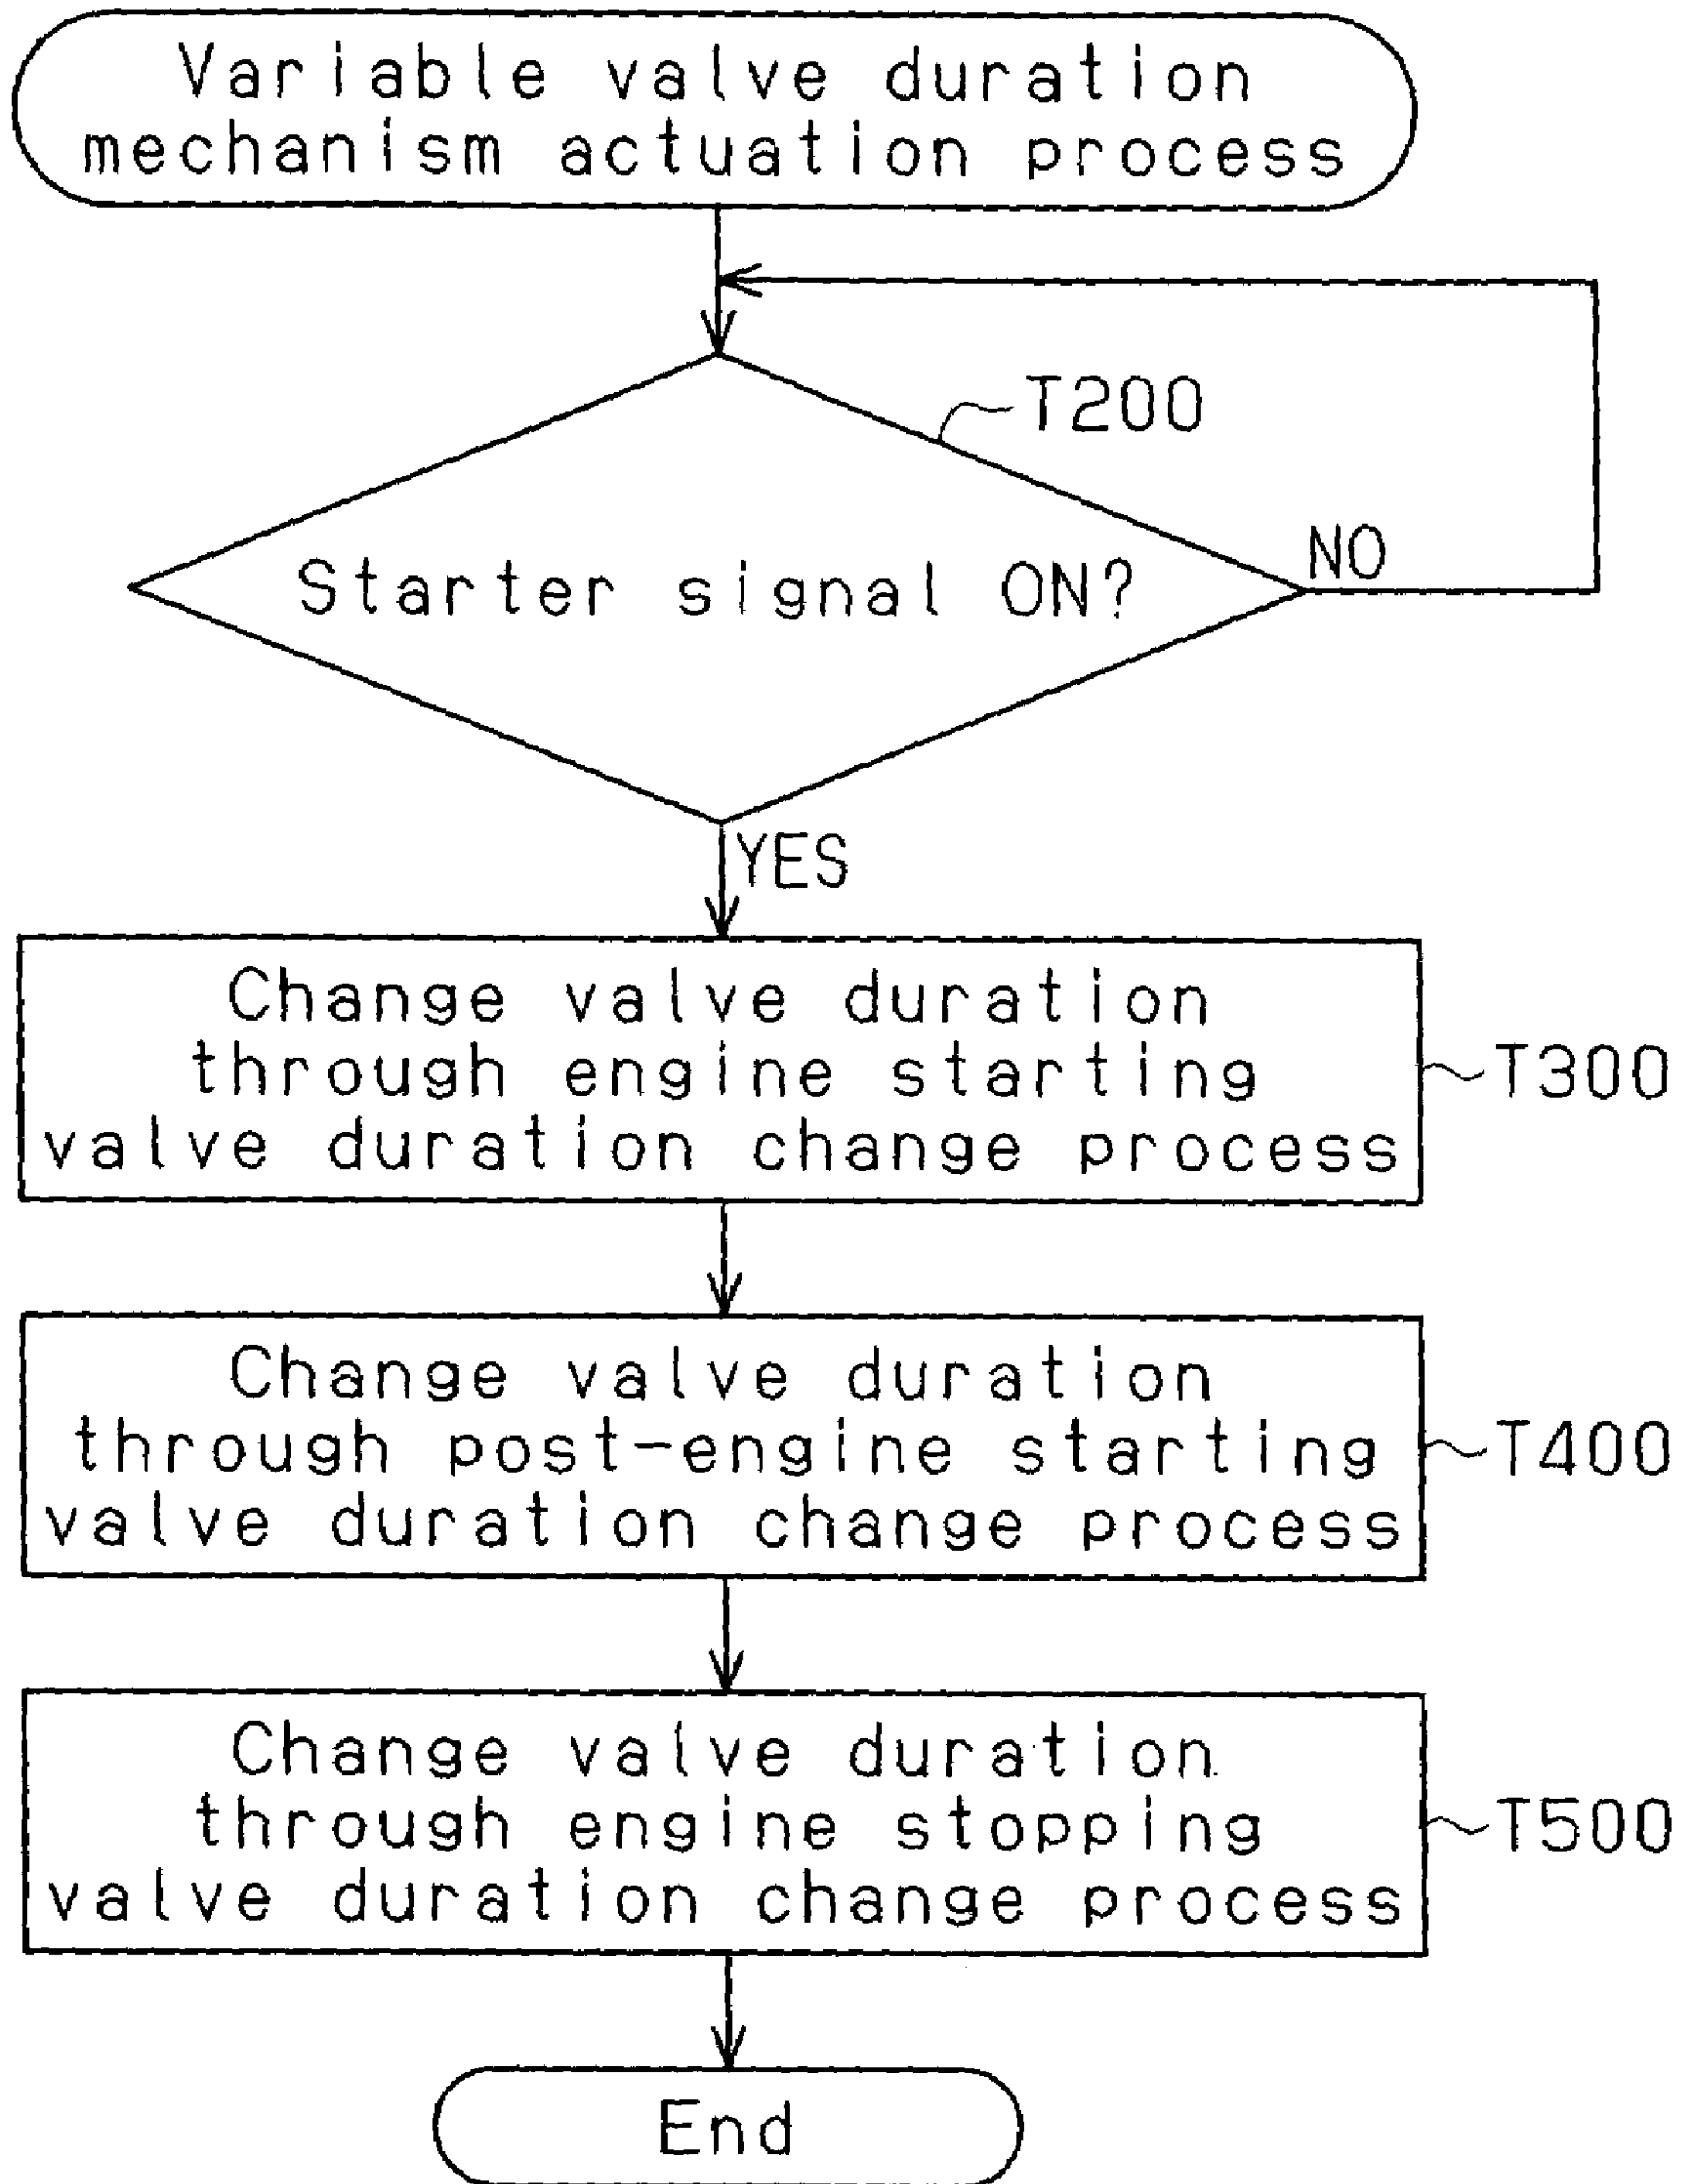 Variable valve duration
mechanism actuation process
T200
Starter signal ON?
NO
YES
Change valve duration
through engine starting
valve duration change process
T300
Change valve duration
through post-engine starting
valve duration change process
T400
Change valve duration
through engine stopping
valve duration change process
T500
End